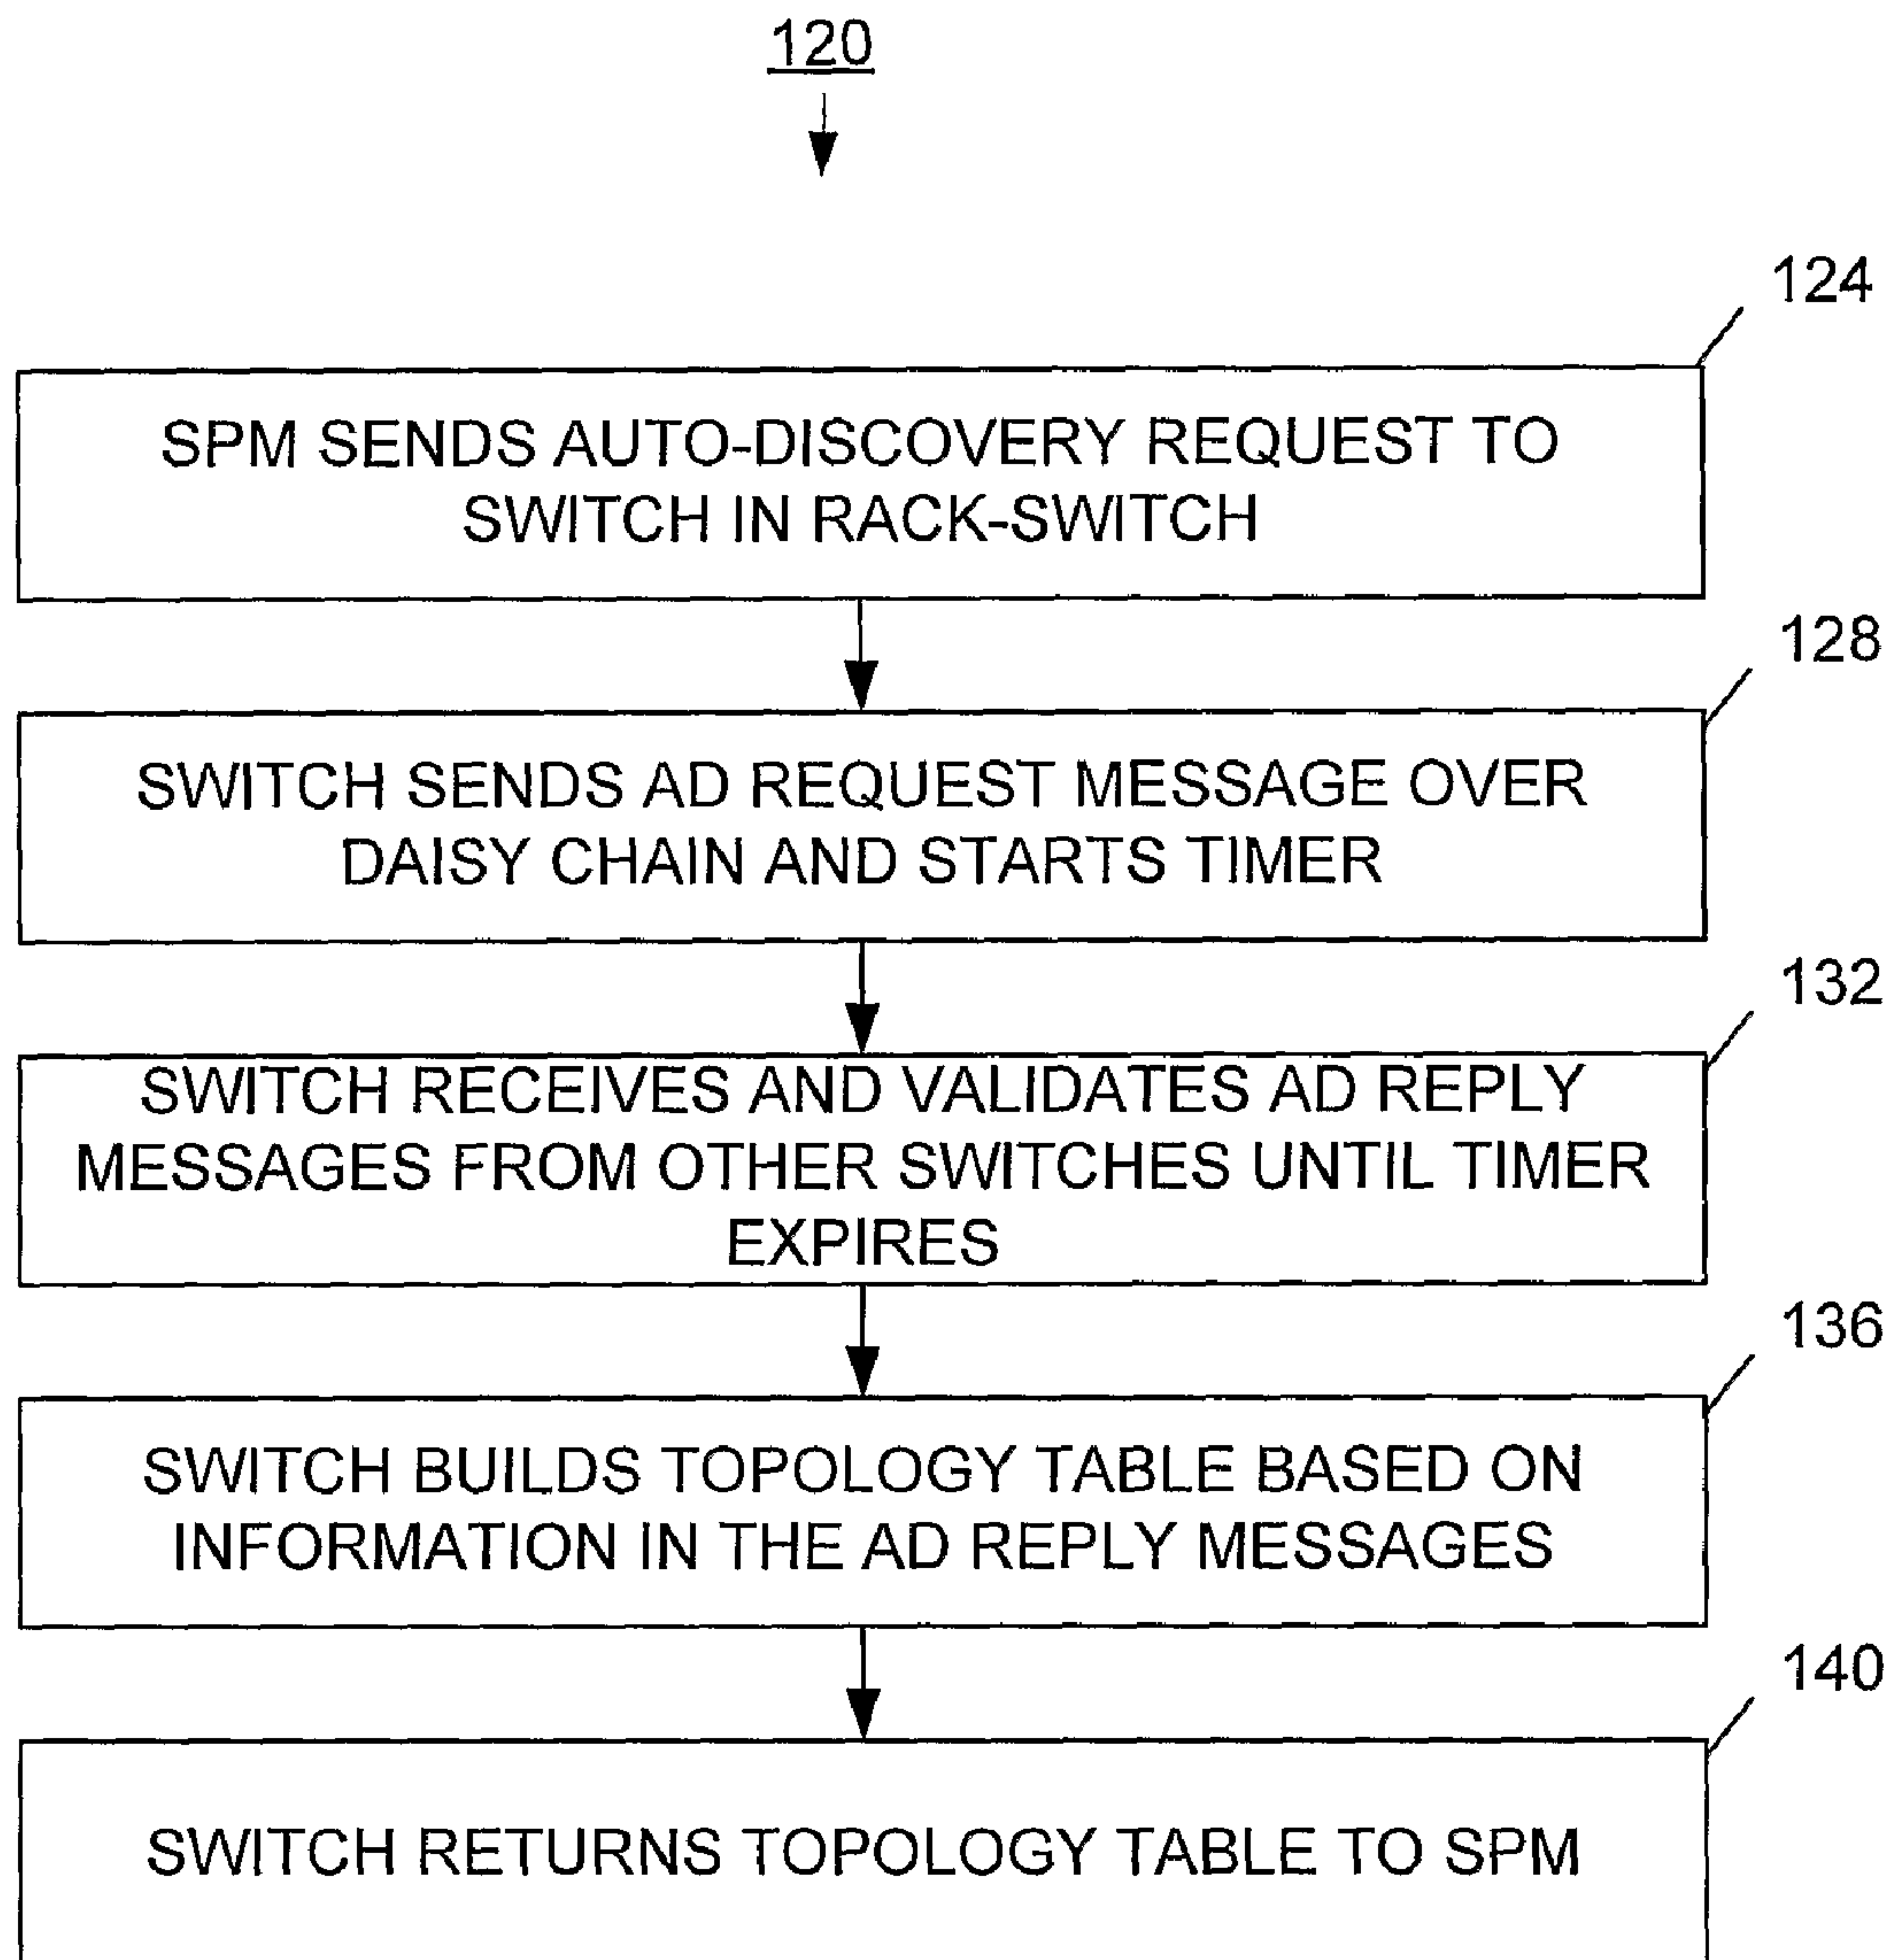 120
124
SPM SENDS AUTO-DISCOVERY REQUEST TO
SWITCH IN RACK-SWITCH
128
SWITCH SENDS AD REQUEST MESSAGE OVER
DAISY CHAIN AND STARTS TIMER
132
SWITCH RECEIVES AND VALIDATES AD REPLY
MESSAGES FROM OTHER SWITCHES UNTIL TIMER
EXPIRES
136
SWITCH BUILDS TOPOLOGY TABLE BASED ON
INFORMATION IN THE AD REPLY MESSAGES
140
SWITCH RETURNS TOPOLOGY TABLE TO SPM